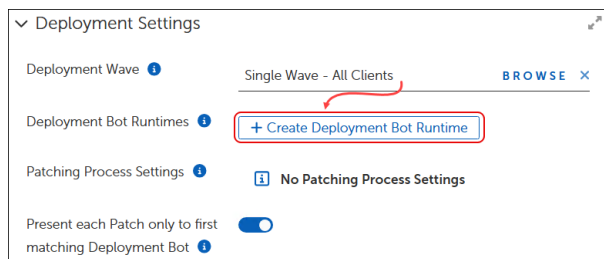 Deployment Settings
Deployment Wave
Single Wave - All Clients
BROWSE
Deployment Bot Runtimes
+ Create Deployment Bot Runtime
Patching Process Settings
No Patching Process Settings
Present each Patch only to first
matching Deployment Bot